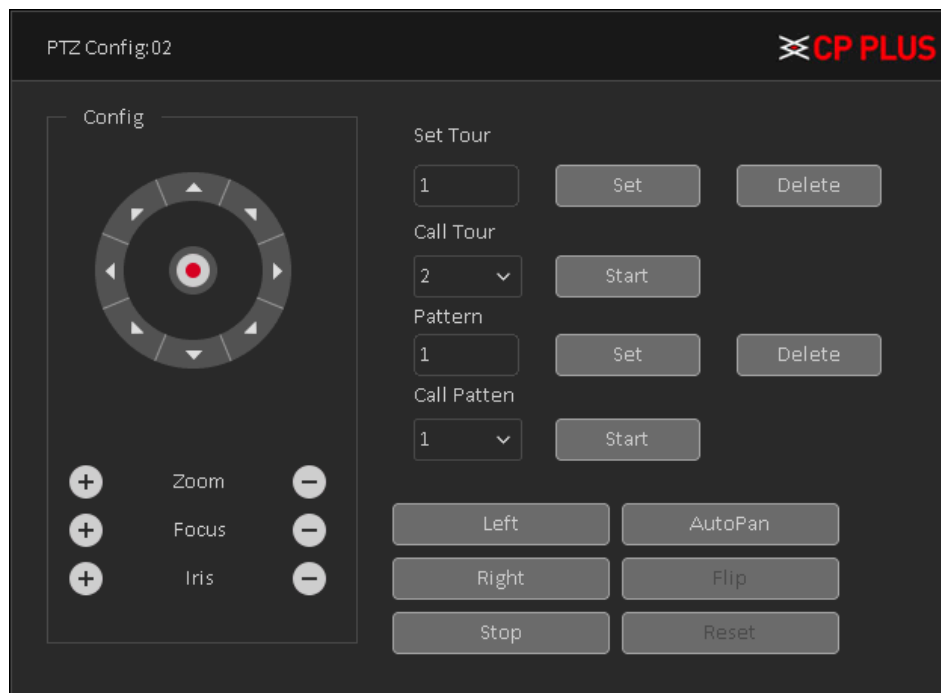 PTZ Config:02
CP PLUS
Config
Zoom
Focus
Iris
Set Tour
1 Set Delete
Call Tour
2 Start
Pattern
1 Set Delete
Call Patten
1 Start
Left AutoPan
Right Flip
Stop Reset